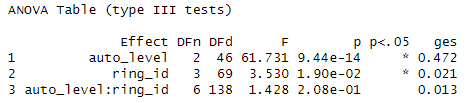 ANOVA Table (type III tests)
Effect DFn DFd F p p<.05 ges
1 auto_level 2 46 61.731 9.44e-14 * 0.472
2 ring_id 3 69 3.530 1.90e-02 * 0.021
3 auto_level:ring_id 6 138 1.428 2.08e-01 0.013